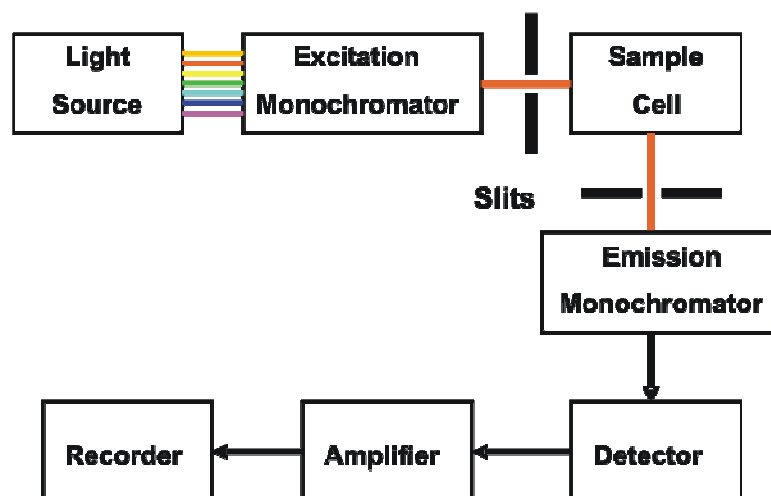 Light
Source
Excitation
Monochromator
Sample
Cell
Slits
Emission
Monochromator
Recorder
Amplifier
Detector